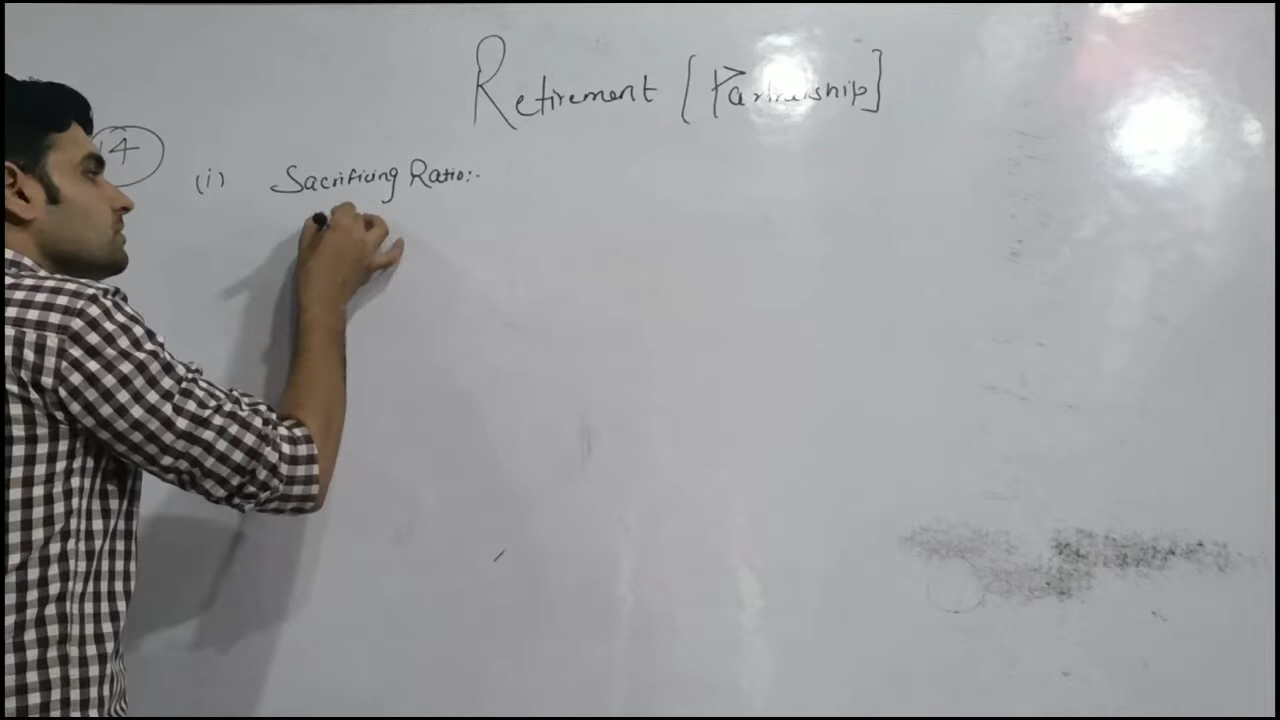 Retirement [Partnership]
14
(i) Sacrificing Ratio:-